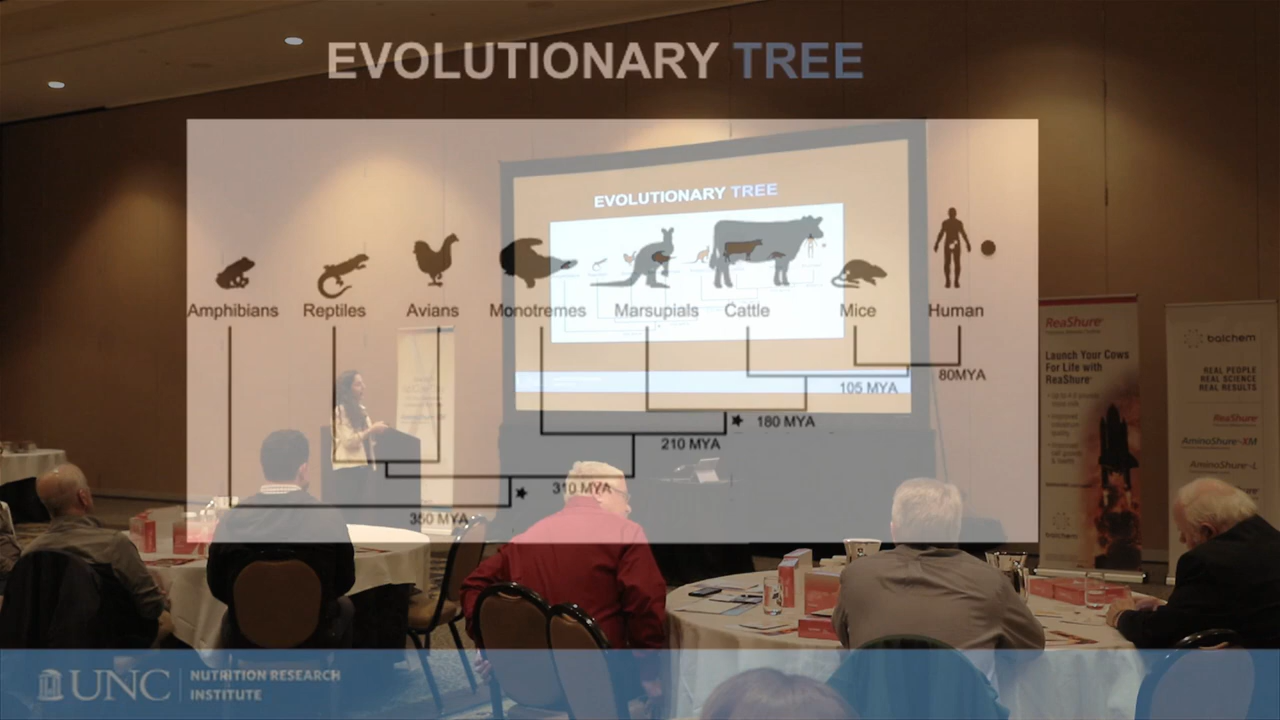 EVOLUTIONARY TREE
EVOLUTIONARY TREE
Amphibians
Reptiles
Avians
Monotremes
Marsupials
Cattle
Mice
Human
80MYA
105 MYA
180 MYA
210 MYA
310 MYA
350 MYA
ReaShure
Launch Your Cows
For Life with
ReaShure
balchem
REAL PEOPLE
REAL SCIENCE
REAL RESULTS
ReaShure
AminoShure-XM
AminoShure-L
UNC
NUTRITION RESEARCH
INSTITUTE